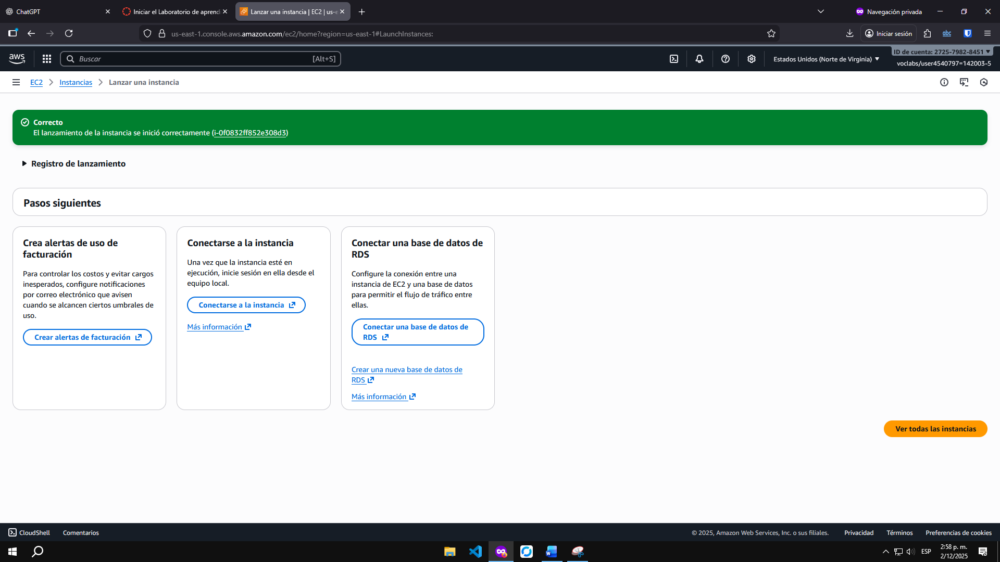 ChatGPT
Iniciar el Laboratorio de aprend
Lanzar una instancia | EC2 | us-e
Navegación privada
us-east-1.console.aws.amazon.com/ec2/home?region=us-east-1#LaunchInstances:
Iniciar sesión
abc
aws
Buscar
[Alt+S]
Estados Unidos (Norte de Virginia)
ID de cuenta: 2725-7982-8451
voclabs/user4540797=142003-5
EC2
Instancias
Lanzar una instancia
Correcto
El lanzamiento de la instancia se inició correctamente (i-0f0832ff852e308d3)
Registro de lanzamiento
Pasos siguientes
Crea alertas de uso de
facturación
Para controlar los costos y evitar cargos
inesperados, configure notificaciones
por correo electrónico que avisen
cuando se alcancen ciertos umbrales de
uso.
Crear alertas de facturación
Conectarse a la instancia
Una vez que la instancia esté en
ejecución, inicie sesión en ella desde el
equipo local.
Conectarse a la instancia
Más información
Conectar una base de datos de
RDS
Configure la conexión entre una
instancia de EC2 y una base de datos
para permitir el flujo de tráfico entre
ellas.
Conectar una base de datos de
RDS
Crear una nueva base de datos de
RDS
Más información
Ver todas las instancias
CloudShell
Comentarios
© 2025, Amazon Web Services, Inc. o sus filiales.
Privacidad
Términos
Preferencias de cookies
ESP
2:58 p. m.
2/12/2025